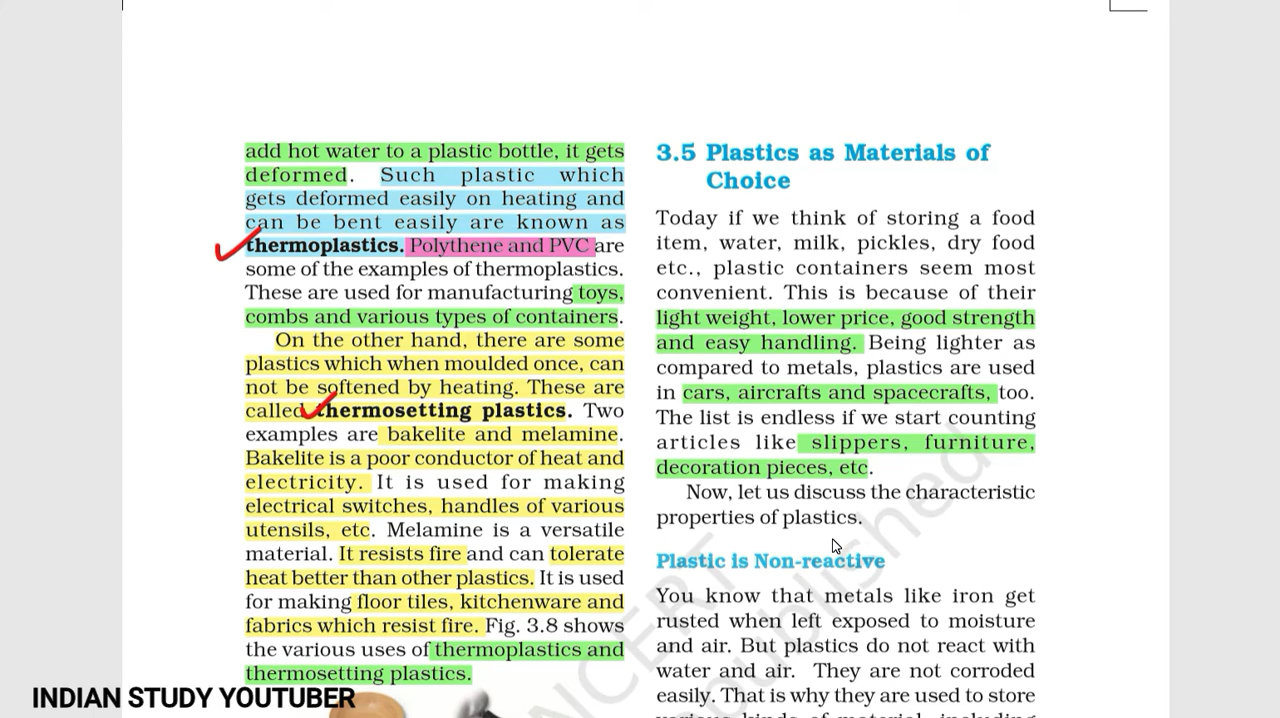 add hot water to a plastic bottle, it gets
deformed. Such plastic which
gets deformed easily on heating and
can be bent easily are known as
thermoplastics. Polythene and PVC are
some of the examples of thermoplastics.
These are used for manufacturing toys,
combs and various types of containers.
On the other hand, there are some
plastics which when moulded once, can
not be softened by heating. These are
called thermosetting plastics. Two
examples are bakelite and melamine.
Bakelite is a poor conductor of heat and
electricity. It is used for making
electrical switches, handles of various
utensils, etc. Melamine is a versatile
material. It resists fire and can tolerate
heat better than other plastics. It is used
for making floor tiles, kitchenware and
fabrics which resist fire. Fig. 3.8 shows
the various uses of thermoplastics and
thermosetting plastics.
3.5 Plastics as Materials of
Choice
Today if we think of storing a food
item, water, milk, pickles, dry food
etc., plastic containers seem most
convenient. This is because of their
light weight, lower price, good strength
and easy handling. Being lighter as
compared to metals, plastics are used
in cars, aircrafts and spacecrafts, too.
The list is endless if we start counting
articles like slippers, furniture,
decoration pieces, etc.
Now, let us discuss the characteristic
properties of plastics.
Plastic is Non-reactive
You know that metals like iron get
rusted when left exposed to moisture
and air. But plastics do not react with
water and air. They are not corroded
easily. That is why they are used to store
various kinds of material, including
NCERT
published
INDIAN STUDY YOUTUBER